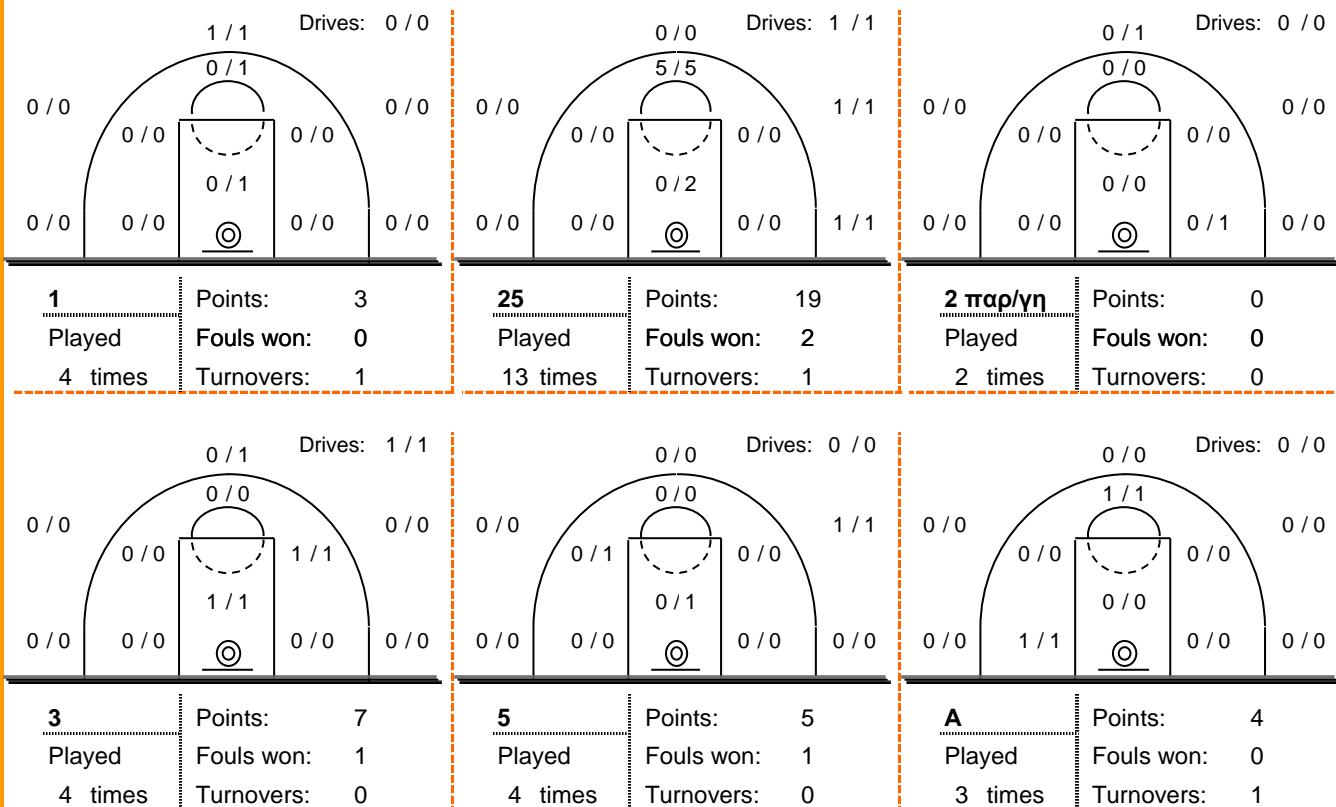 Drives: 0 / 0
1 / 1
0 / 1
0 / 0 0 / 0
0 / 0 0 / 0
0 / 1
0 / 0 0 / 0 0 / 0 0 / 0
1 Points: 3
Played Fouls won: 0
4 times Turnovers: 1
Drives: 1 / 1
0 / 0
5 / 5
0 / 0 1 / 1
0 / 0 0 / 0
0 / 2
0 / 0 0 / 0 0 / 0 1 / 1
25 Points: 19
Played Fouls won: 2
13 times Turnovers: 1
Drives: 0 / 0
0 / 1
0 / 0
0 / 0 0 / 0
0 / 0 0 / 0
0 / 0
0 / 0 0 / 0 0 / 1 0 / 0
2 παρ/γη Points: 0
Played Fouls won: 0
2 times Turnovers: 0
Drives: 1 / 1
0 / 1
0 / 0
0 / 0 0 / 0
0 / 0 1 / 1
1 / 1
0 / 0 0 / 0 0 / 0 0 / 0
3 Points: 7
Played Fouls won: 1
4 times Turnovers: 0
Drives: 0 / 0
0 / 0
0 / 0
0 / 0 1 / 1
0 / 1 0 / 0
0 / 1
0 / 0 0 / 0 0 / 0 0 / 0
5 Points: 5
Played Fouls won: 1
4 times Turnovers: 0
Drives: 0 / 0
0 / 0
1 / 1
0 / 0 0 / 0
0 / 0 0 / 0
0 / 0
0 / 0 1 / 1 0 / 0 0 / 0
A Points: 4
Played Fouls won: 0
3 times Turnovers: 1